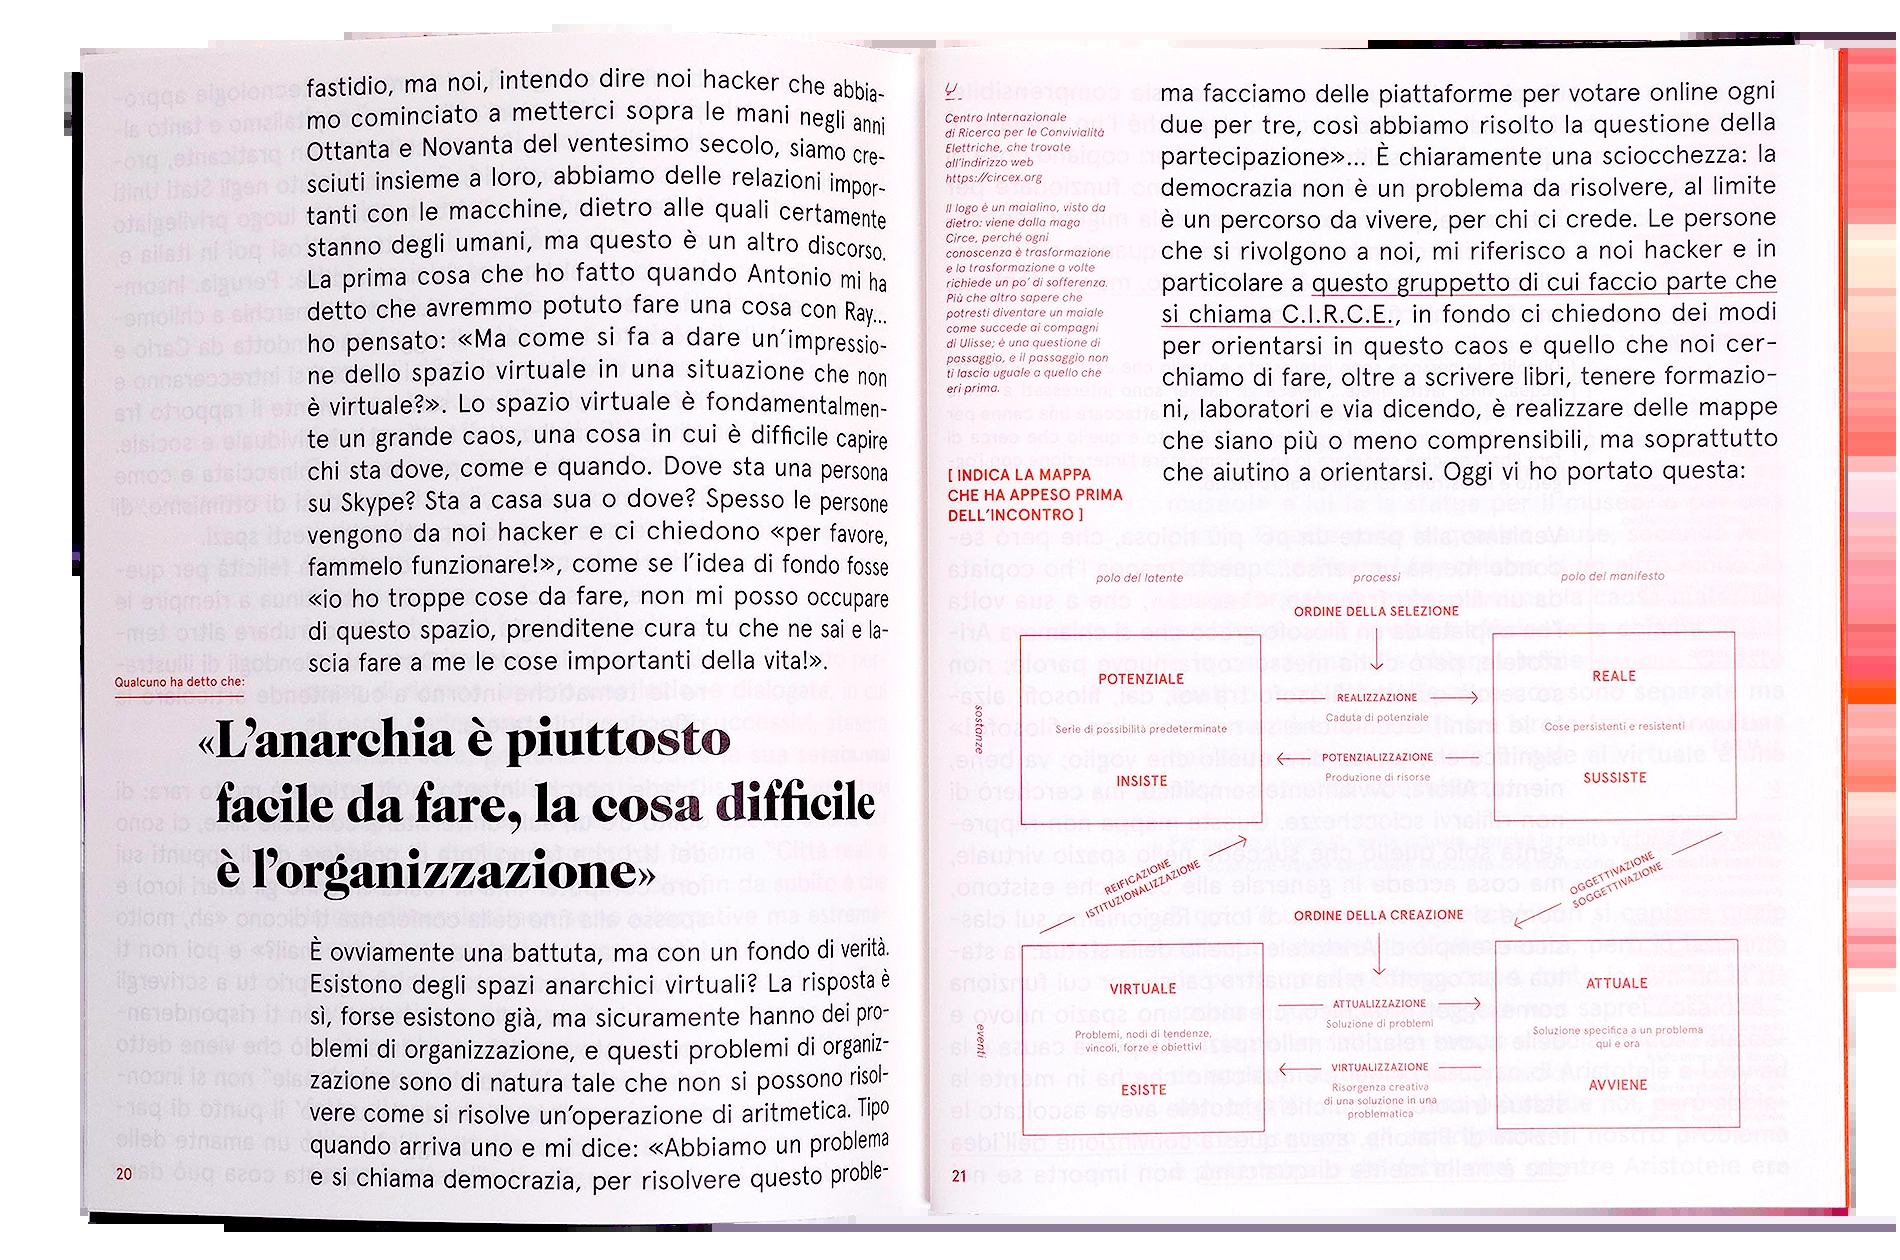 fastidio, ma noi, intendo dire noi hacker che abbia-
mo cominciato a metterci sopra le mani negli anni
Ottanta e Novanta del ventesimo secolo, siamo cre-
sciuti insieme a loro, abbiamo delle relazioni impor-
tanti con le macchine, dietro alle quali certamente
stanno degli umani, ma questo è un altro discorso.
La prima cosa che ho fatto quando Antonio mi ha
detto che avremmo potuto fare una cosa con Ray...
ho pensato: «Ma come si fa a dare un'impressio-
ne dello spazio virtuale in una situazione che non
è virtuale?». Lo spazio virtuale è fondamentalmen-
te un grande caos, una cosa in cui è difficile capire
chi sta dove, come e quando. Dove sta una persona
su Skype? Sta a casa sua o dove? Spesso le persone
vengono da noi hacker e ci chiedono «per favore,
fammelo funzionare!», come se l'idea di fondo fosse
«io ho troppe cose da fare, non mi posso occupare
di questo spazio, prenditene cura tu che ne sai e la-
scia fare a me le cose importanti della vita!».
Qualcuno ha detto che:
«L'anarchia è piuttosto
facile da fare, la cosa difficile
è l'organizzazione»
È ovviamente una battuta, ma con un fondo di verità.
Esistono degli spazi anarchici virtuali? La risposta è
sì, forse esistono già, ma sicuramente hanno dei pro-
blemi di organizzazione, e questi problemi di organiz-
zazione sono di natura tale che non si possono risol-
vere come si risolve un'operazione di aritmetica. Tipo
quando arriva uno e mi dice: «Abbiamo un problema
e si chiama democrazia, per risolvere questo proble-
20
Centro Internazionale
di Ricerca per le Convivialità
Elettriche, che trovate
all'indirizzo web
https://circex.org
Il logo è un maialino, visto da
dietro: viene dalla maga
Circe, perché ogni
conoscenza è trasformazione
e la trasformazione a volte
richiede un po' di sofferenza.
Più che altro sapere che
potresti diventare un maiale
come succede ai compagni
di Ulisse; è una questione di
passaggio, e il passaggio non
ti lascia uguale a quello che
eri prima.
[ INDICA LA MAPPA
CHE HA APPESO PRIMA
DELL'INCONTRO ]
ma facciamo delle piattaforme per votare online ogni
due per tre, così abbiamo risolto la questione della
partecipazione»... È chiaramente una sciocchezza: la
democrazia non è un problema da risolvere, al limite
è un percorso da vivere, per chi ci crede. Le persone
che si rivolgono a noi, mi riferisco a noi hacker e in
particolare a questo gruppetto di cui faccio parte che
si chiama C.I.R.C.E., in fondo ci chiedono dei modi
per orientarsi in questo caos e quello che noi cer-
chiamo di fare, oltre a scrivere libri, tenere formazio-
ni, laboratori e via dicendo, è realizzare delle mappe
che siano più o meno comprensibili, ma soprattutto
che aiutino a orientarsi. Oggi vi ho portato questa:
polo del latente
processi
polo del manifesto
ORDINE DELLA SELEZIONE
sostanze
POTENZIALE
Serie di possibilità predeterminate
INSISTE
REALIZZAZIONE
Caduta di potenziale
POTENZIALIZZAZIONE
Produzione di risorse
REALE
Cose persistenti e resistenti
SUSSISTE
REIFICAZIONE
ISTITUZIONALIZZAZIONE
OGGETTIVAZIONE
SOGGETTIVAZIONE
ORDINE DELLA CREAZIONE
eventi
VIRTUALE
Problemi, nodi di tendenze,
vincoli, forze e obiettivi
ESISTE
ATTUALIZZAZIONE
Soluzione di problemi
VIRTUALIZZAZIONE
Risorgenza creativa
di una soluzione in una
problematica
ATTUALE
Soluzione specifica a un problema
qui e ora
AVVIENE
21